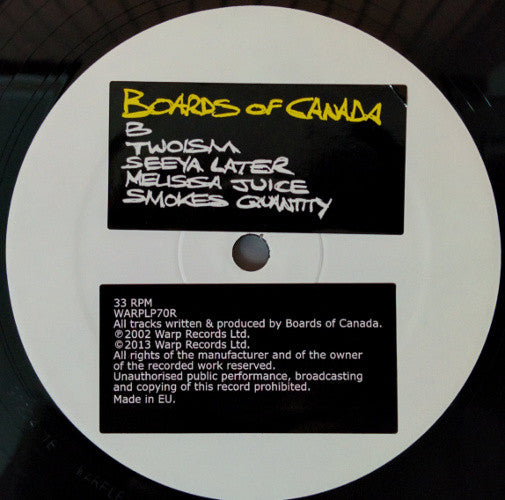 BOARDS OF CANADA
B
TWOISM
SEEYA LATER
MELISSA JUICE
SMOKES QUANTITY
33 RPM
WARPLP70R
All tracks written & produced by Boards of Canada.
℗2002 Warp Records Ltd.
©2013 Warp Records Ltd.
All rights of the manufacturer and of the owner
of the recorded work reserved.
Unauthorised public performance, broadcasting
and copying of this record prohibited.
Made in EU.